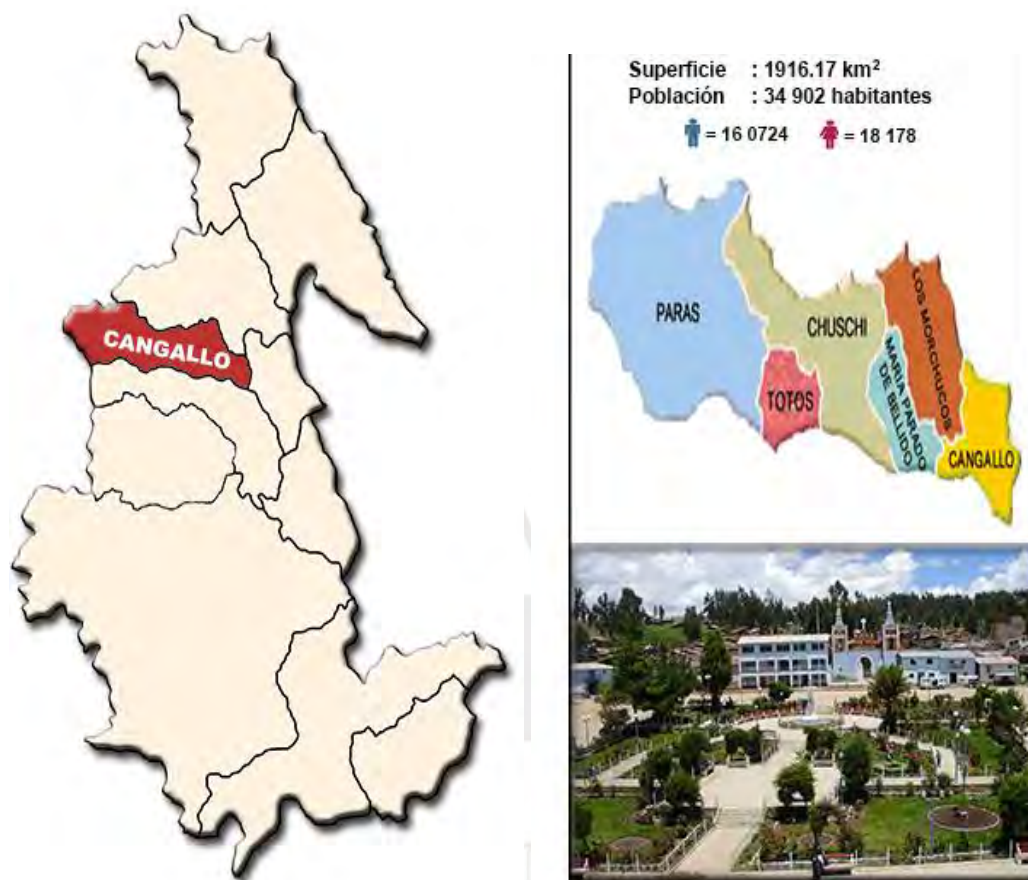 CANGALLO
Superficie : 1916.17 km²
Población : 34 902 habitantes
= 16 0724 = 18 178
PARAS
CHUSCHI
LOS MORCHUCOS
MARIA PARADO
DE BELLIDO
TOTOS
CANGALLO